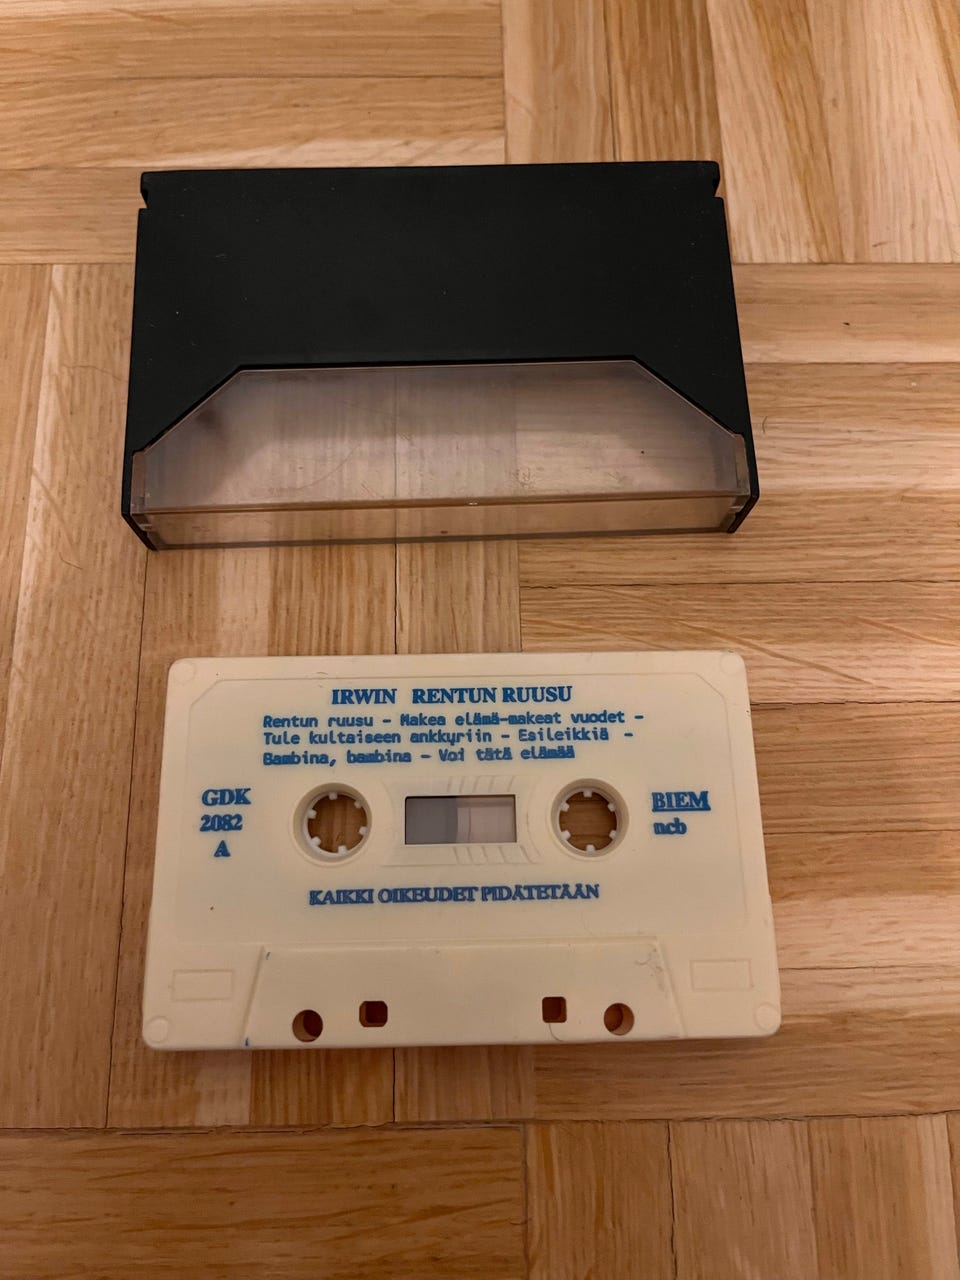 IRWIN RENTUN RUUSU
Rentun ruusu - Makea elämä-makeat vuodet -
Tule kultaiseen ankkyriin - Esileikkiä -
Bambina, bambina - Voi tätä elämää
GDK
2082
A
BIEM
ncb
KAIKKI OIKEUDET PIDÄTETÄÄN